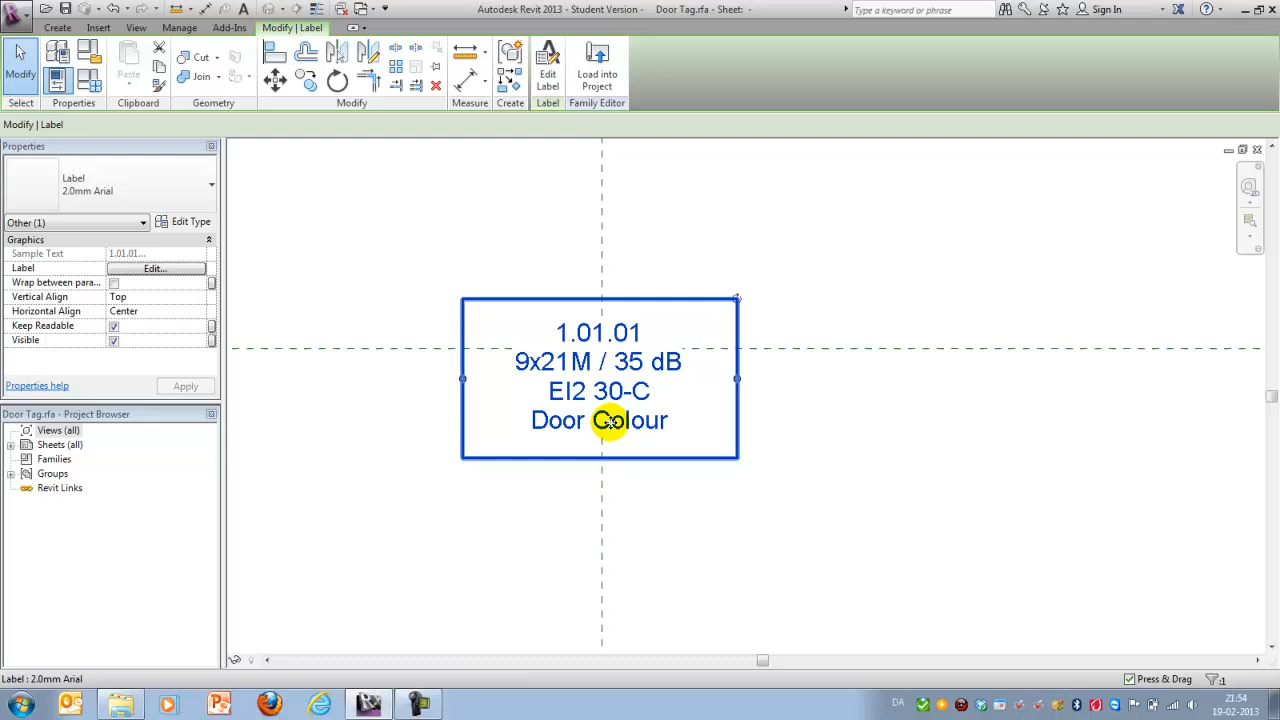 Autodesk Revit 2013 - Student Version - Door Tag.rfa - Sheet: -
Type a keyword or phrase
Sign In
Create
Insert
View
Manage
Add-Ins
Modify | Label
Modify
Paste
Cut
Join
Edit Label
Load into Project
Select
Properties
Clipboard
Geometry
Modify
Measure
Create
Label
Family Editor
Modify | Label
Properties
Label
2.0mm Arial
Other (1)
Edit Type
Graphics
Sample Text 1.01.01...
Label Edit...
Wrap between para...
Vertical Align Top
Horizontal Align Center
Keep Readable
Visible
Properties help
Apply
Door Tag.rfa - Project Browser
Views (all)
Sheets (all)
Families
Groups
Revit Links
1.01.01
9x21M / 35 dB
EI2 30-C
Door Colour
Label : 2.0mm Arial
Press & Drag
:1
DA
21:54
19-02-2013